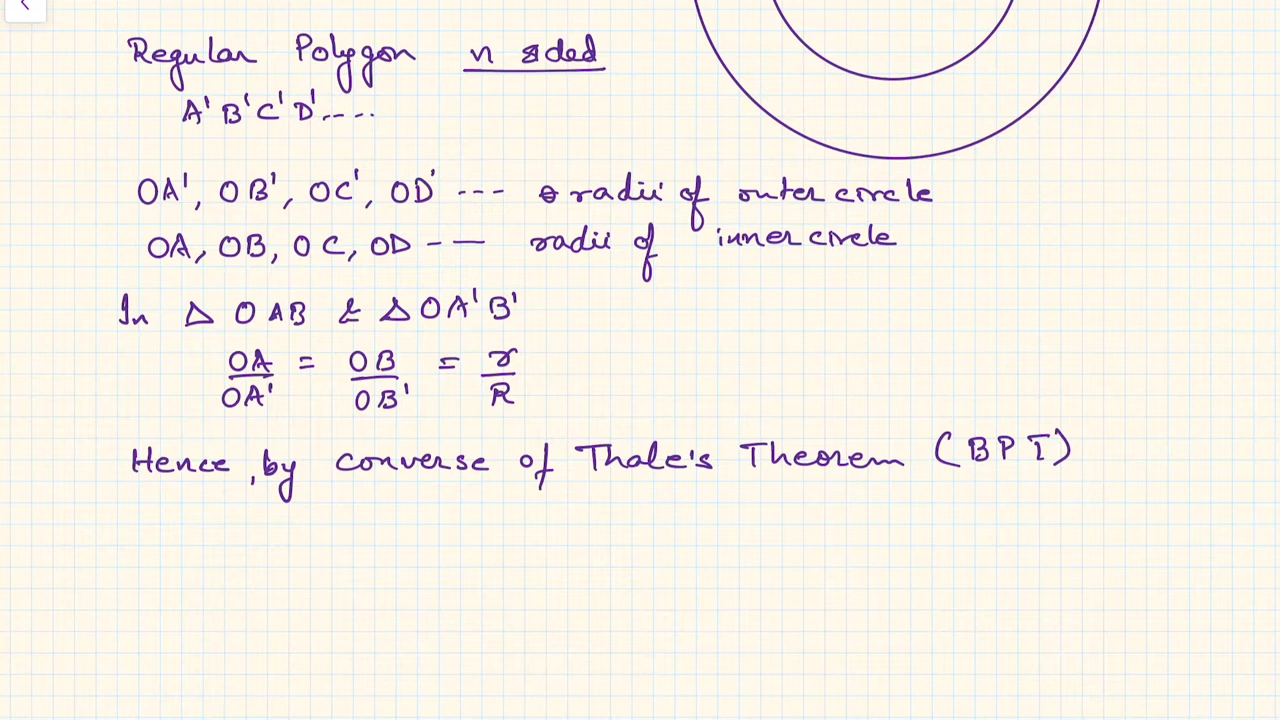 Regular Polygon n sided
A' B' C' D'....
OA', OB', OC', OD' --- radii of outer circle
OA, OB, OC, OD -- — radii of inner circle
In △ OAB & △ OA'B'
OA/OA' = OB/OB' = r/R
Hence, by converse of Thale's Theorem (BPT)